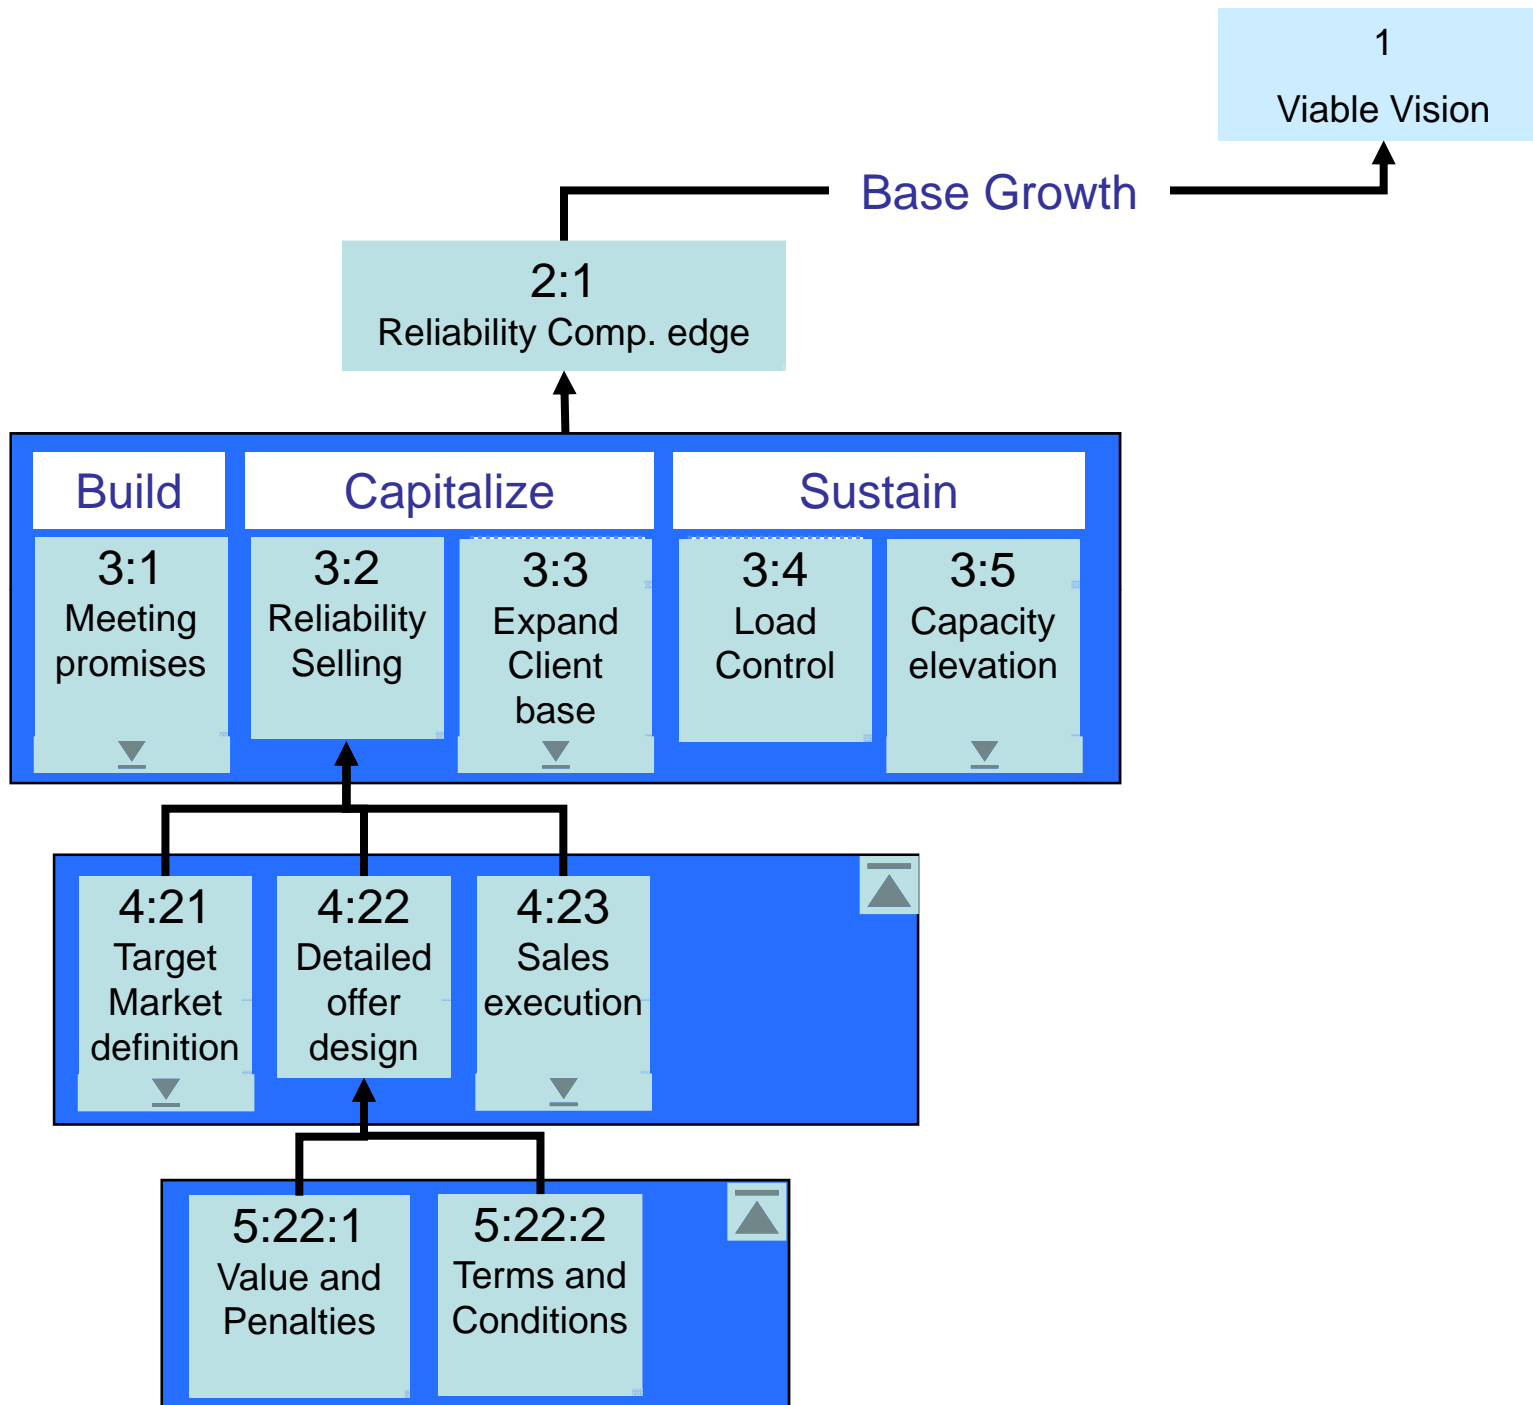 1
Viable Vision
Base Growth
2:1
Reliability Comp. edge
Build
Capitalize
Sustain
3:1
Meeting
promises
3:2
Reliability
Selling
3:3
Expand
Client
base
3:4
Load
Control
3:5
Capacity
elevation
4:21
Target
Market
definition
4:22
Detailed
offer
design
4:23
Sales
execution
5:22:1
Value and
Penalties
5:22:2
Terms and
Conditions